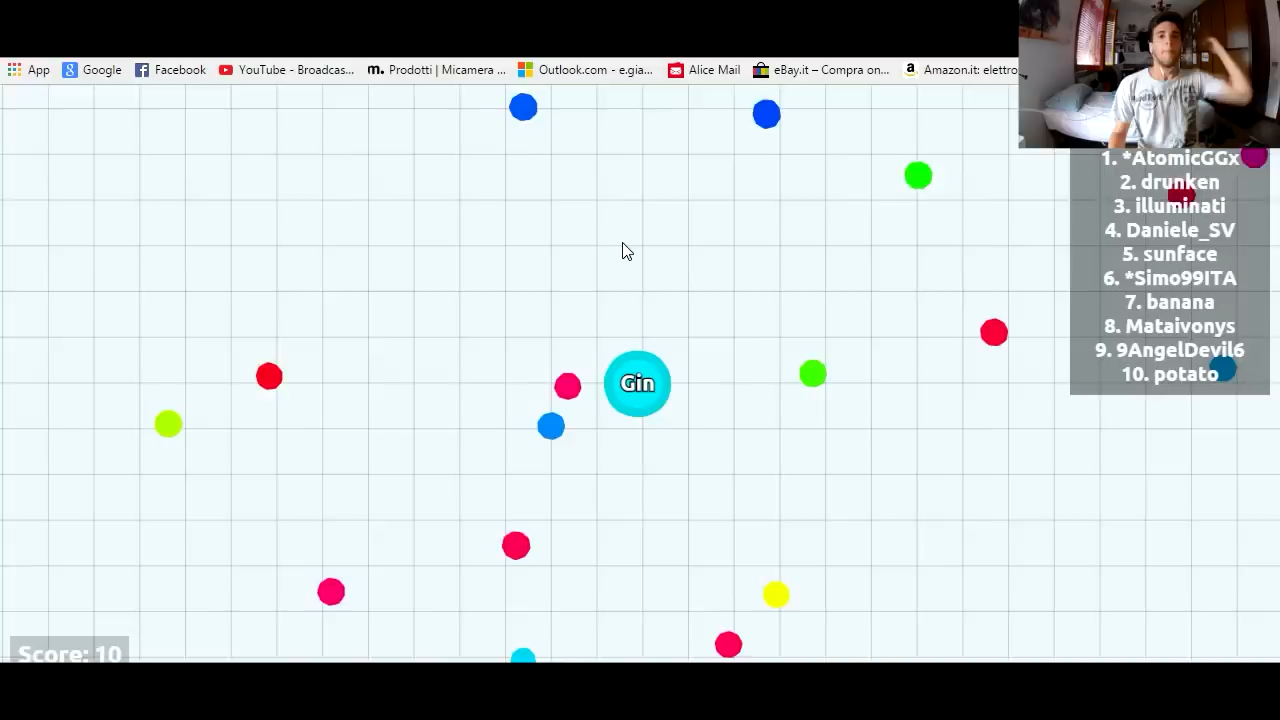 App Google Facebook YouTube - Broadcas... Prodotti | Micamera ... Outlook.com - e.gia... Alice Mail eBay.it – Compra on... Amazon.it: elettro
1. *AtomicGGx
2. drunken
3. illuminati
4. Daniele_SV
5. sunface
6. *Simo99ITA
7. banana
8. Mataivonys
9. 9AngelDevil6
10. potato
Gin
Score: 10